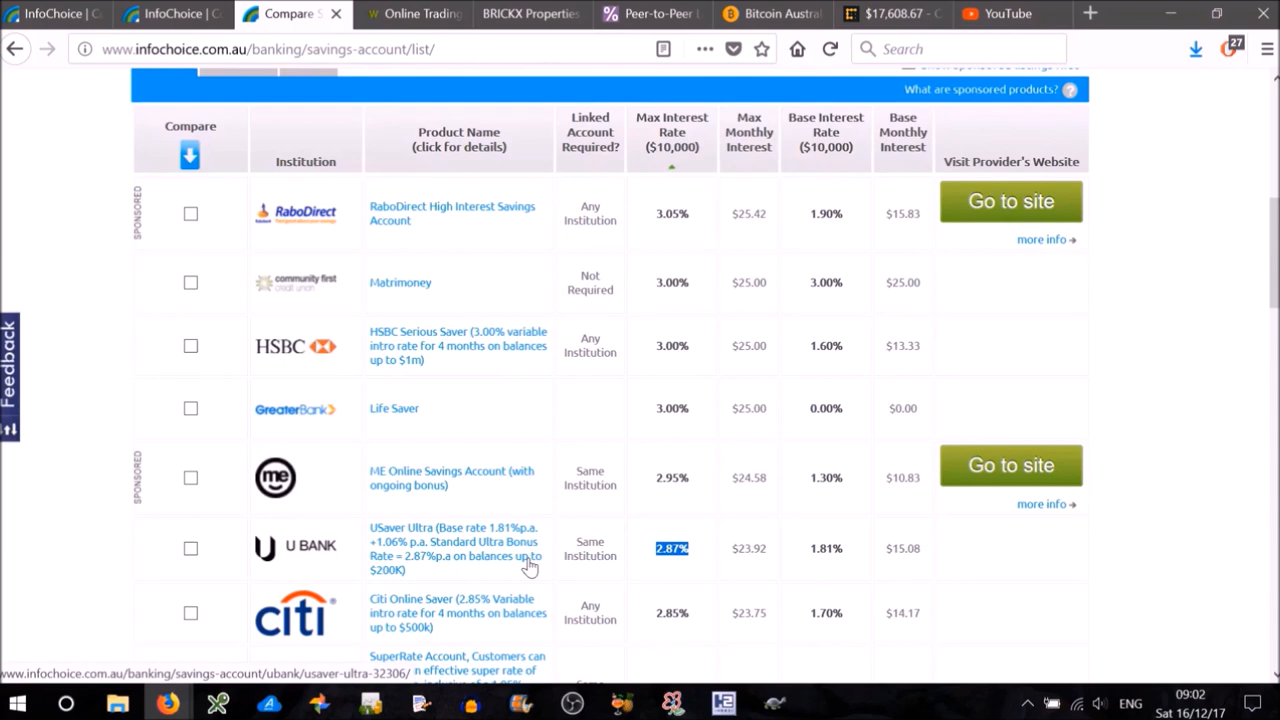 InfoChoice | C
InfoChoice | C
Compare S
Online Trading
BRICKX Properties
Peer-to-Peer L
Bitcoin Austral
$17,608.67 - C
YouTube
www.infochoice.com.au/banking/savings-account/list/
Search
27
What are sponsored products? ?
Compare
Institution
Product Name
(click for details)
Linked
Account
Required?
Max Interest
Rate
($10,000)
Max
Monthly
Interest
Base Interest
Rate
($10,000)
Base
Monthly
Interest
Visit Provider's Website
SPONSORED
RaboDirect
RaboDirect High Interest Savings
Account
Any
Institution
3.05%
$25.42
1.90%
$15.83
Go to site
more info
community first
credit union
Matrimoney
Not
Required
3.00%
$25.00
3.00%
$25.00
HSBC
HSBC Serious Saver (3.00% variable
intro rate for 4 months on balances
up to $1m)
Any
Institution
3.00%
$25.00
1.60%
$13.33
GreaterBank
Life Saver
3.00%
$25.00
0.00%
$0.00
SPONSORED
me
ME Online Savings Account (with
ongoing bonus)
Same
Institution
2.95%
$24.58
1.30%
$10.83
Go to site
more info
U BANK
USaver Ultra (Base rate 1.81%p.a.
+1.06% p.a. Standard Ultra Bonus
Rate = 2.87%p.a on balances up to
$200K)
Same
Institution
2.87%
$23.92
1.81%
$15.08
citi
Citi Online Saver (2.85% Variable
intro rate for 4 months on balances
up to $500k)
Any
Institution
2.85%
$23.75
1.70%
$14.17
SuperRate Account, Customers can
n effective super rate of
Feedback
www.infochoice.com.au/banking/savings-account/ubank/usaver-ultra-32306/
ENG
09:02
Sat 16/12/17